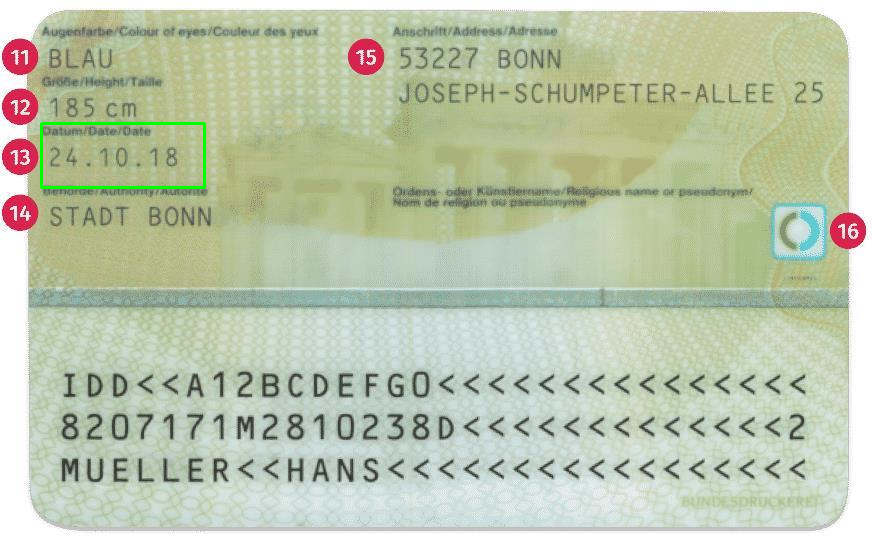 Augenfarbe/Colour of eyes/Couleur des yeux
11 BLAU
Größe/Height/Taille
12 185 cm
Datum/Date/Date
13 24.10.18
Behörde/Authority/Autorité
14 STADT BONN
Anschrift/Address/Adresse
15 53227 BONN
JOSEPH-SCHUMPETER-ALLEE 25
Ordens- oder Künstlername/Religious name or pseudonym/
Nom de religion ou pseudonyme
16
IDD<<A12BCDEFG0<<<<<<<<<<<<<<<
8207171M2810238D<<<<<<<<<<<<<2
MUELLER<<HANS<<<<<<<<<<<<<<<<<
BUNDESDRUCKEREI